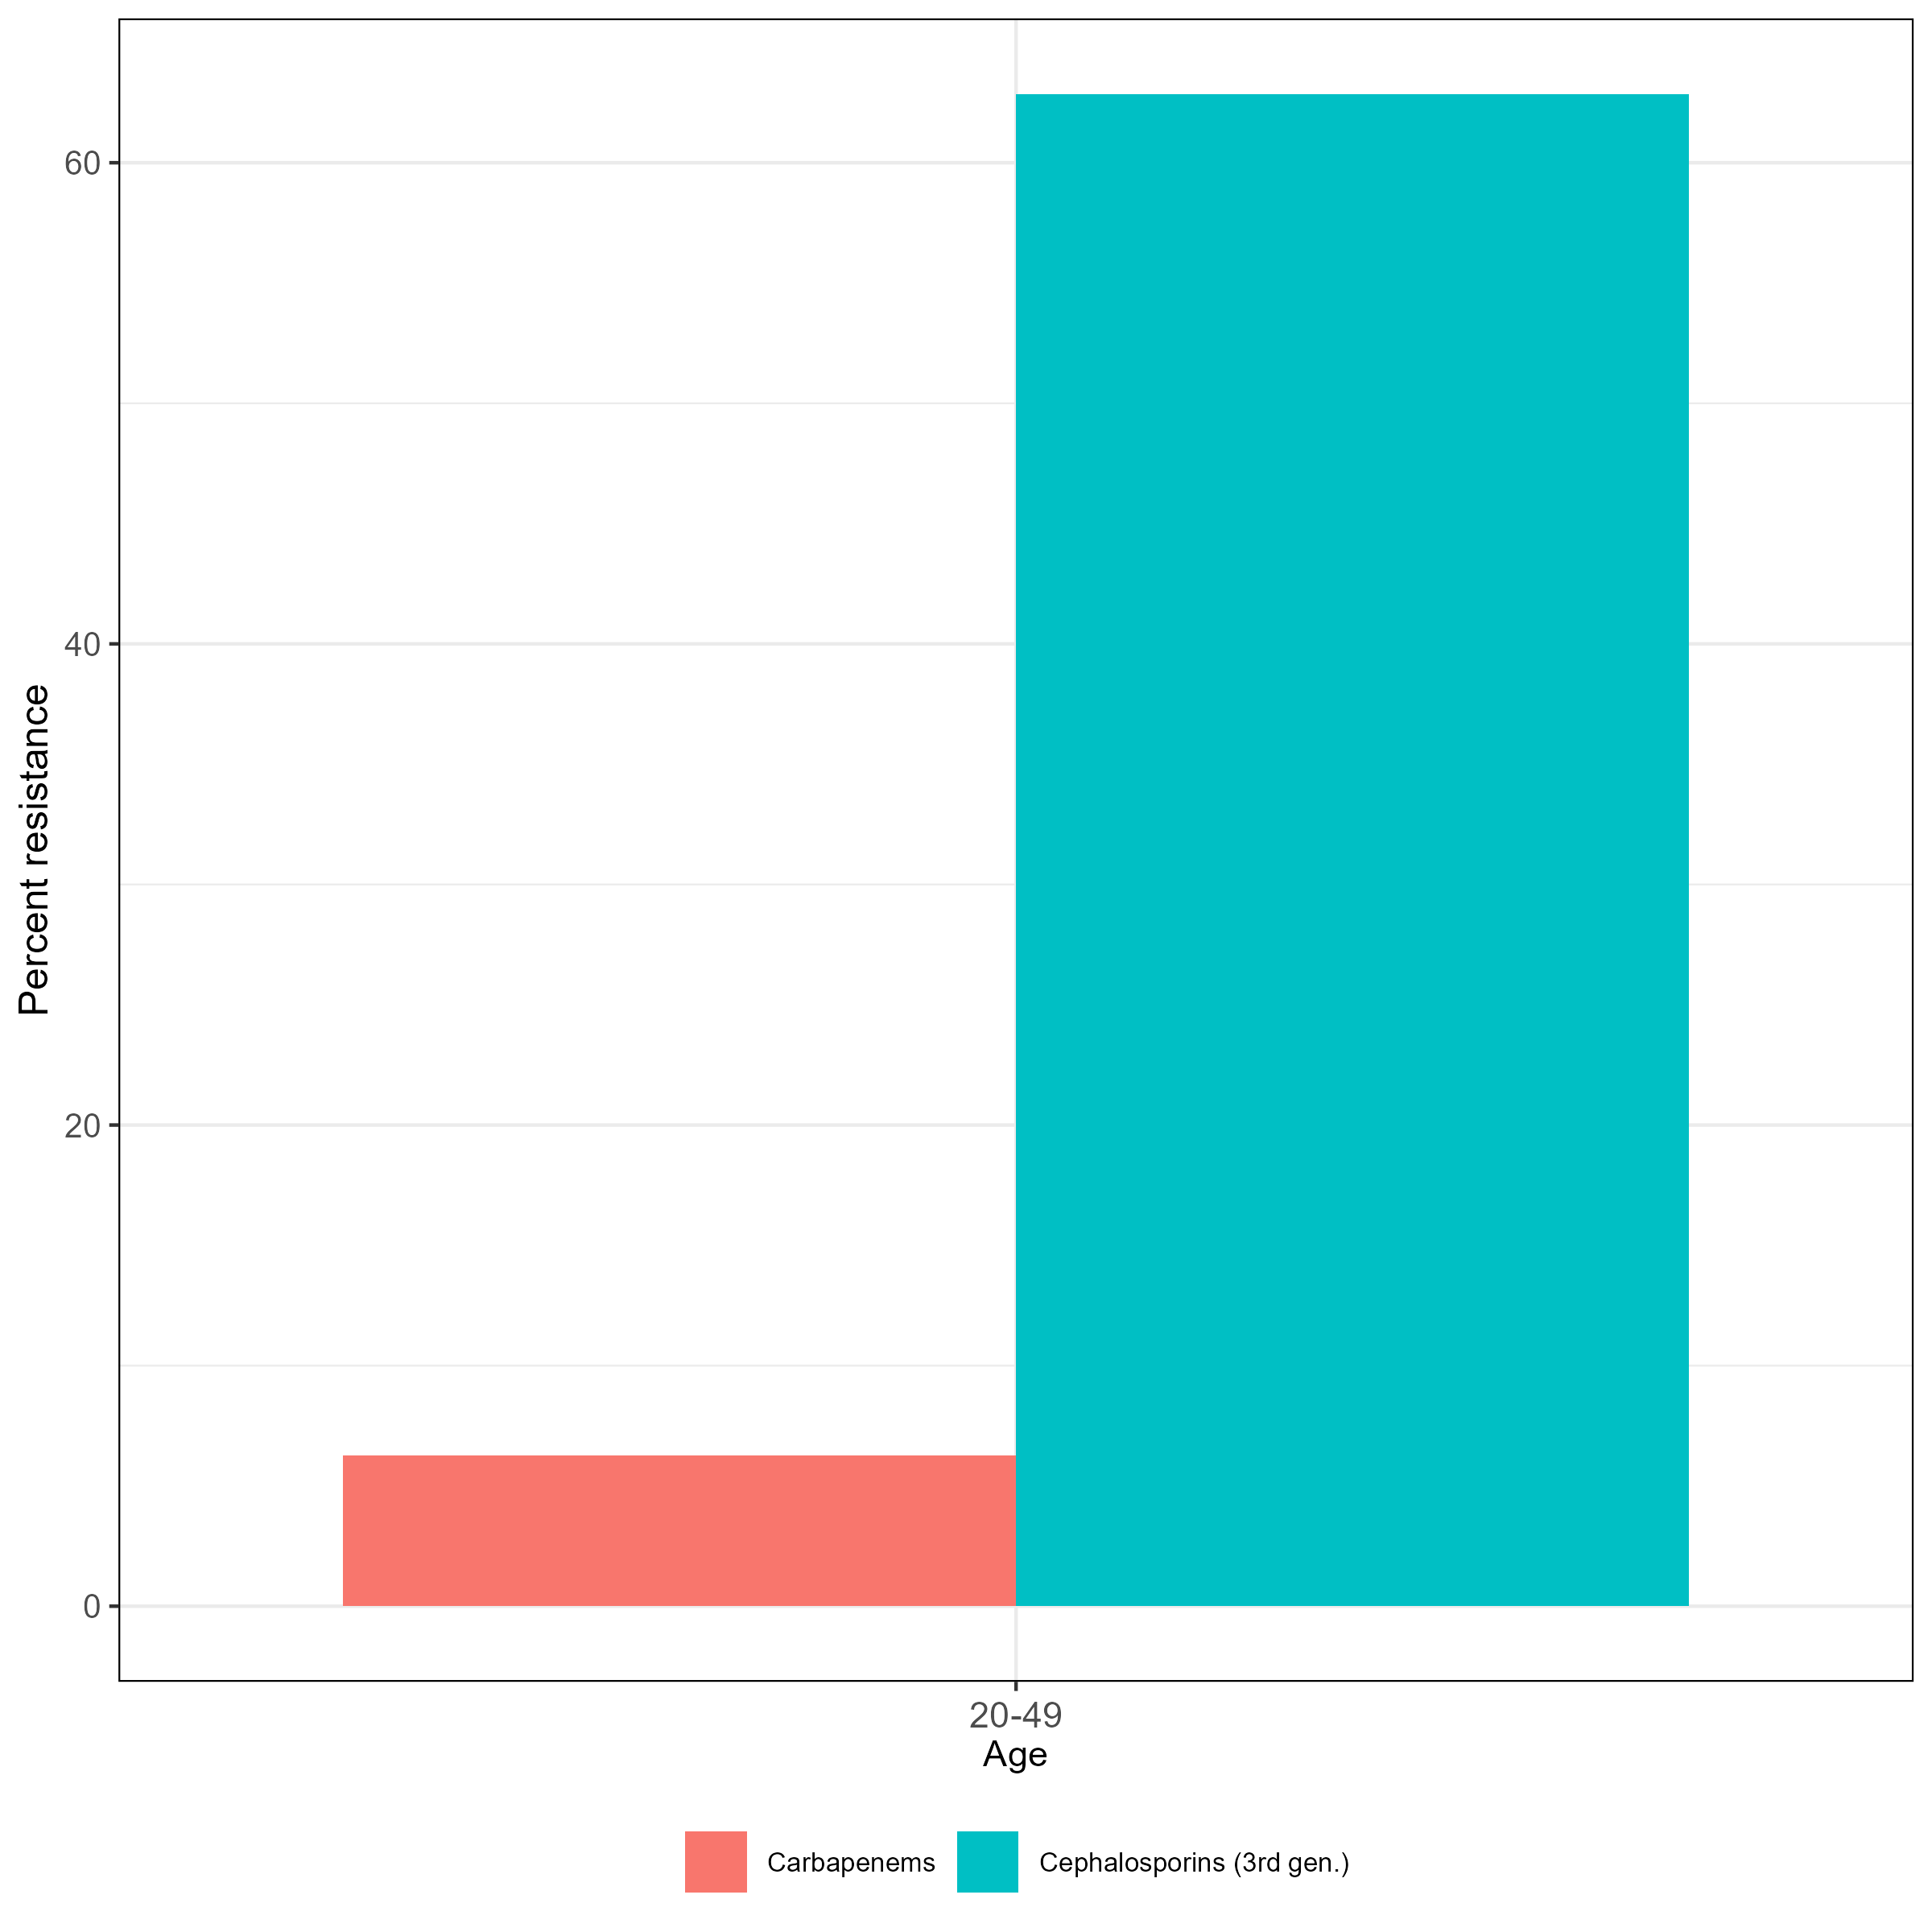 Percent resistance
60
40
20
0
20-49
Age
Carbapenems
Cephalosporins (3rd gen.)